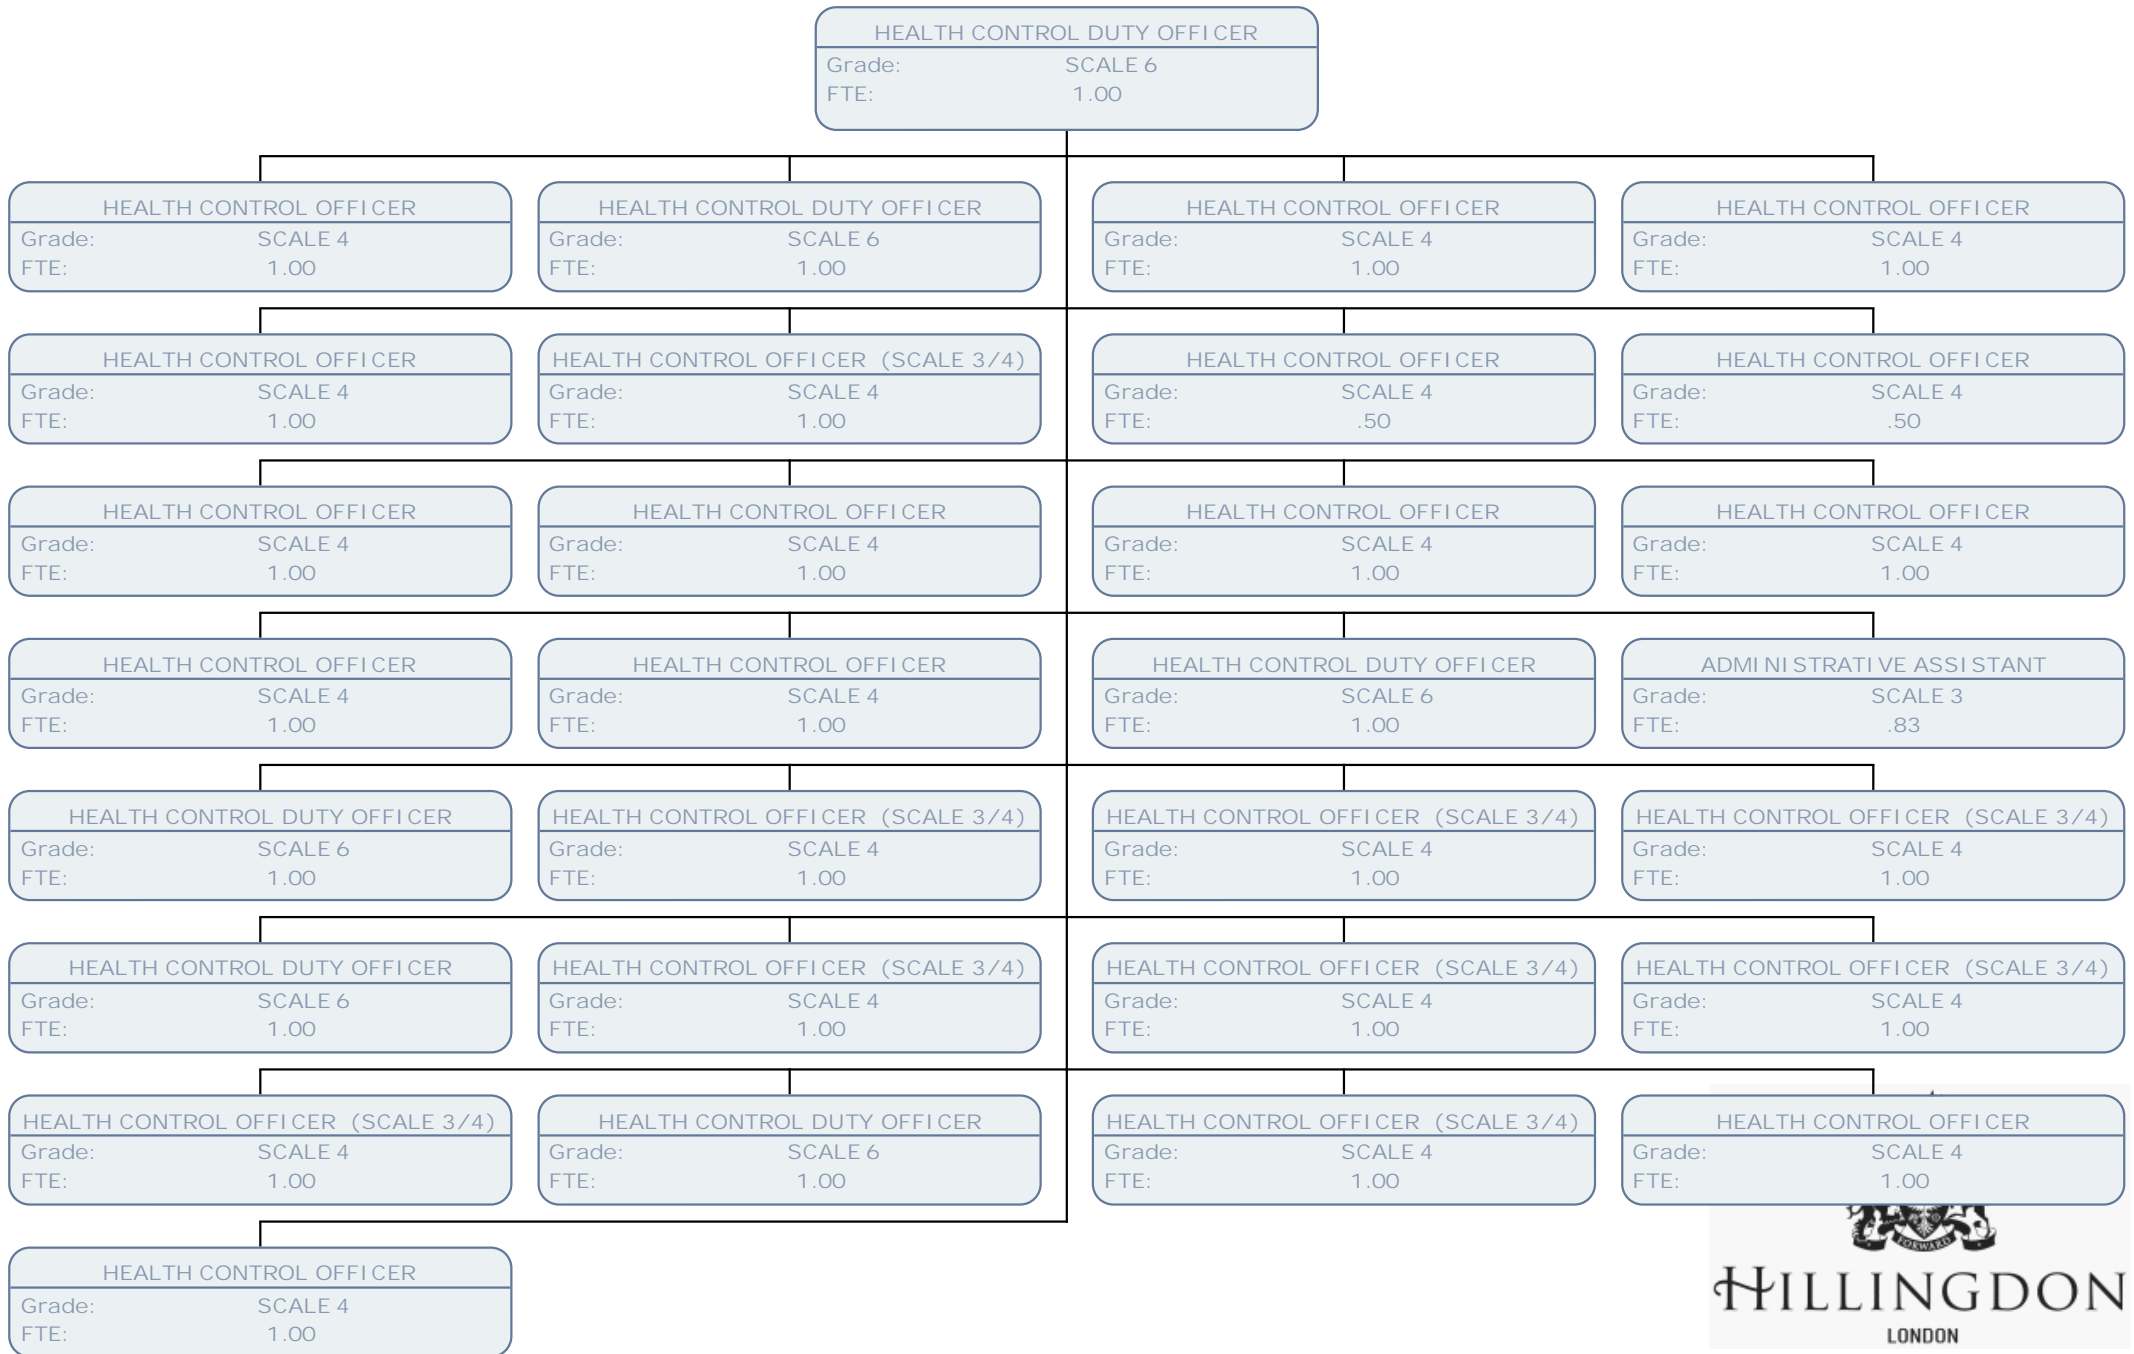 HEALTH CONTROL DUTY OFFICER
Grade: SCALE 6
FTE: 1.00
HEALTH CONTROL OFFICER
Grade: SCALE 4
FTE: 1.00
HEALTH CONTROL DUTY OFFICER
Grade: SCALE 6
FTE: 1.00
HEALTH CONTROL OFFICER
Grade: SCALE 4
FTE: 1.00
HEALTH CONTROL OFFICER
Grade: SCALE 4
FTE: 1.00
HEALTH CONTROL OFFICER
Grade: SCALE 4
FTE: 1.00
HEALTH CONTROL OFFICER (SCALE 3/4)
Grade: SCALE 4
FTE: 1.00
HEALTH CONTROL OFFICER
Grade: SCALE 4
FTE: .50
HEALTH CONTROL OFFICER
Grade: SCALE 4
FTE: .50
HEALTH CONTROL OFFICER
Grade: SCALE 4
FTE: 1.00
HEALTH CONTROL OFFICER
Grade: SCALE 4
FTE: 1.00
HEALTH CONTROL OFFICER
Grade: SCALE 4
FTE: 1.00
HEALTH CONTROL OFFICER
Grade: SCALE 4
FTE: 1.00
HEALTH CONTROL OFFICER
Grade: SCALE 4
FTE: 1.00
HEALTH CONTROL OFFICER
Grade: SCALE 4
FTE: 1.00
HEALTH CONTROL DUTY OFFICER
Grade: SCALE 6
FTE: 1.00
ADMINISTRATIVE ASSISTANT
Grade: SCALE 3
FTE: .83
HEALTH CONTROL DUTY OFFICER
Grade: SCALE 6
FTE: 1.00
HEALTH CONTROL OFFICER (SCALE 3/4)
Grade: SCALE 4
FTE: 1.00
HEALTH CONTROL OFFICER (SCALE 3/4)
Grade: SCALE 4
FTE: 1.00
HEALTH CONTROL OFFICER (SCALE 3/4)
Grade: SCALE 4
FTE: 1.00
HEALTH CONTROL DUTY OFFICER
Grade: SCALE 6
FTE: 1.00
HEALTH CONTROL OFFICER (SCALE 3/4)
Grade: SCALE 4
FTE: 1.00
HEALTH CONTROL OFFICER (SCALE 3/4)
Grade: SCALE 4
FTE: 1.00
HEALTH CONTROL OFFICER (SCALE 3/4)
Grade: SCALE 4
FTE: 1.00
HEALTH CONTROL OFFICER (SCALE 3/4)
Grade: SCALE 4
FTE: 1.00
HEALTH CONTROL DUTY OFFICER
Grade: SCALE 6
FTE: 1.00
HEALTH CONTROL OFFICER (SCALE 3/4)
Grade: SCALE 4
FTE: 1.00
HEALTH CONTROL OFFICER
Grade: SCALE 4
FTE: 1.00
HEALTH CONTROL OFFICER
Grade: SCALE 4
FTE: 1.00
FORWARD
HILLINGDON
LONDON